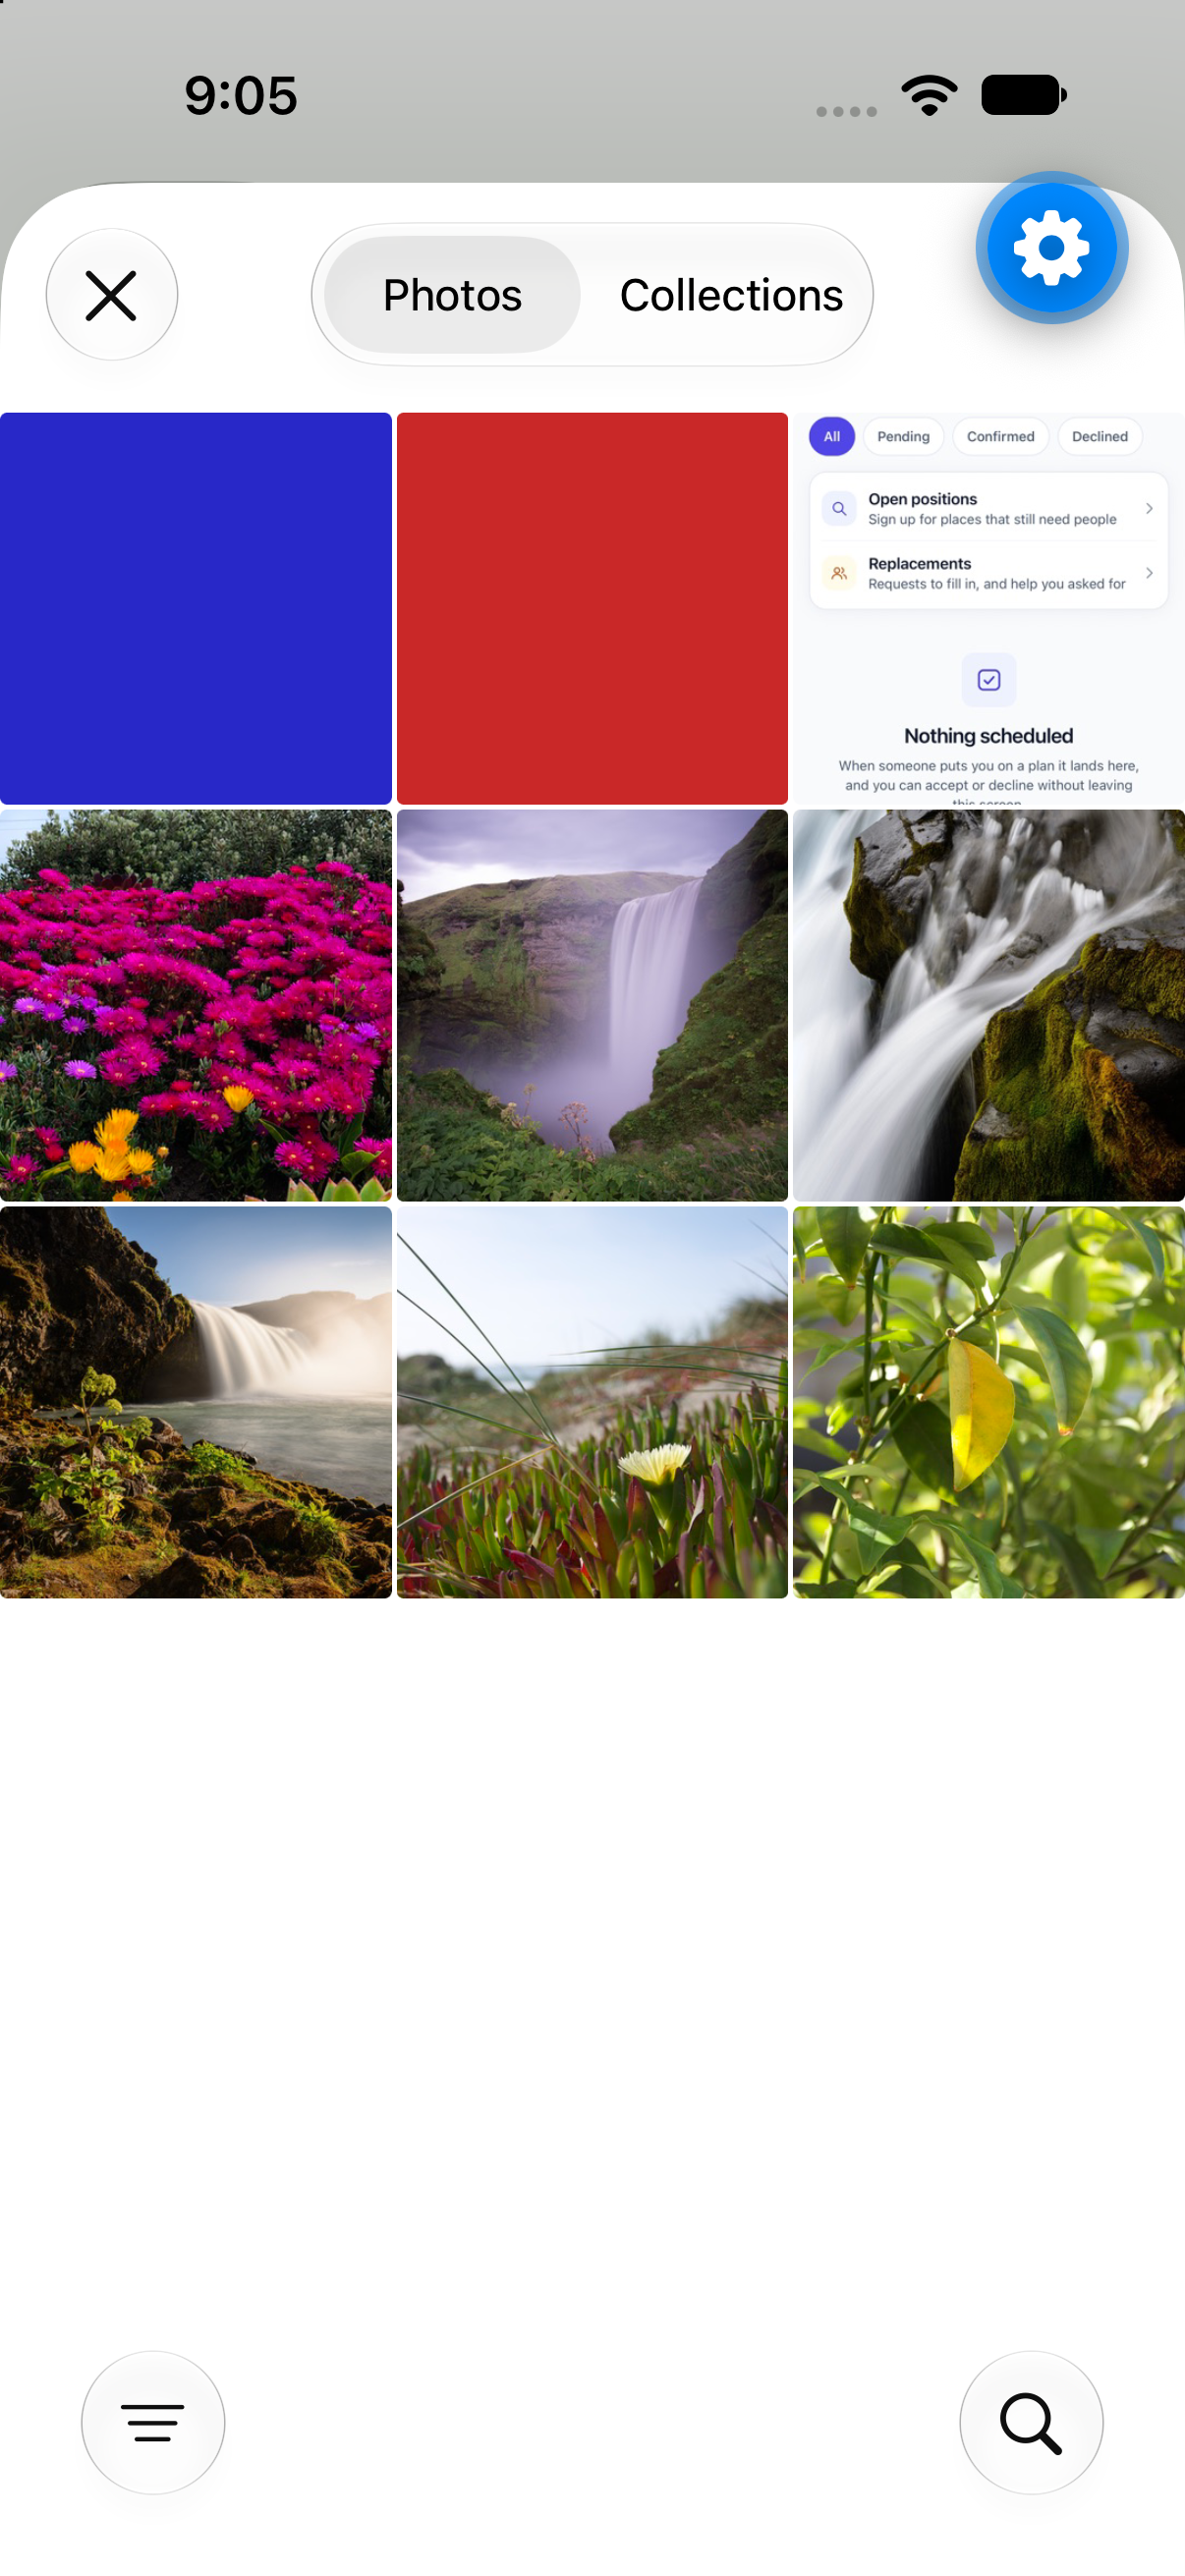 9:05
Photos Collections
All Pending Confirmed Declined
Open positions
Sign up for places that still need people
Replacements
Requests to fill in, and help you asked for
Nothing scheduled
When someone puts you on a plan it lands here,
and you can accept or decline without leaving
this screen